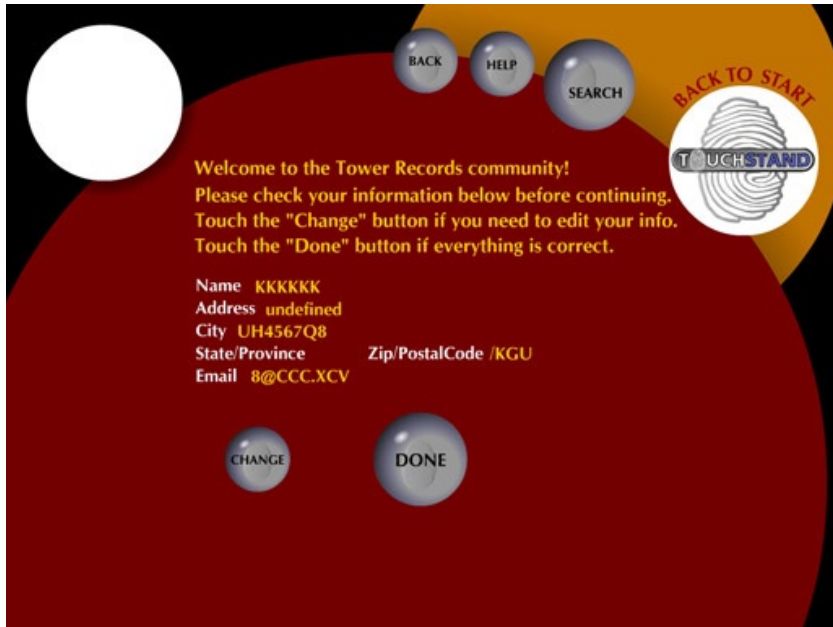 BACK
HELP
SEARCH
BACK TO START
TOUCHSTAND
Welcome to the Tower Records community!
Please check your information below before continuing.
Touch the "Change" button if you need to edit your info.
Touch the "Done" button if everything is correct.
Name KKKKKK
Address undefined
City UH4567Q8
State/Province Zip/PostalCode /KGU
Email 8@CCC.XCV
CHANGE
DONE